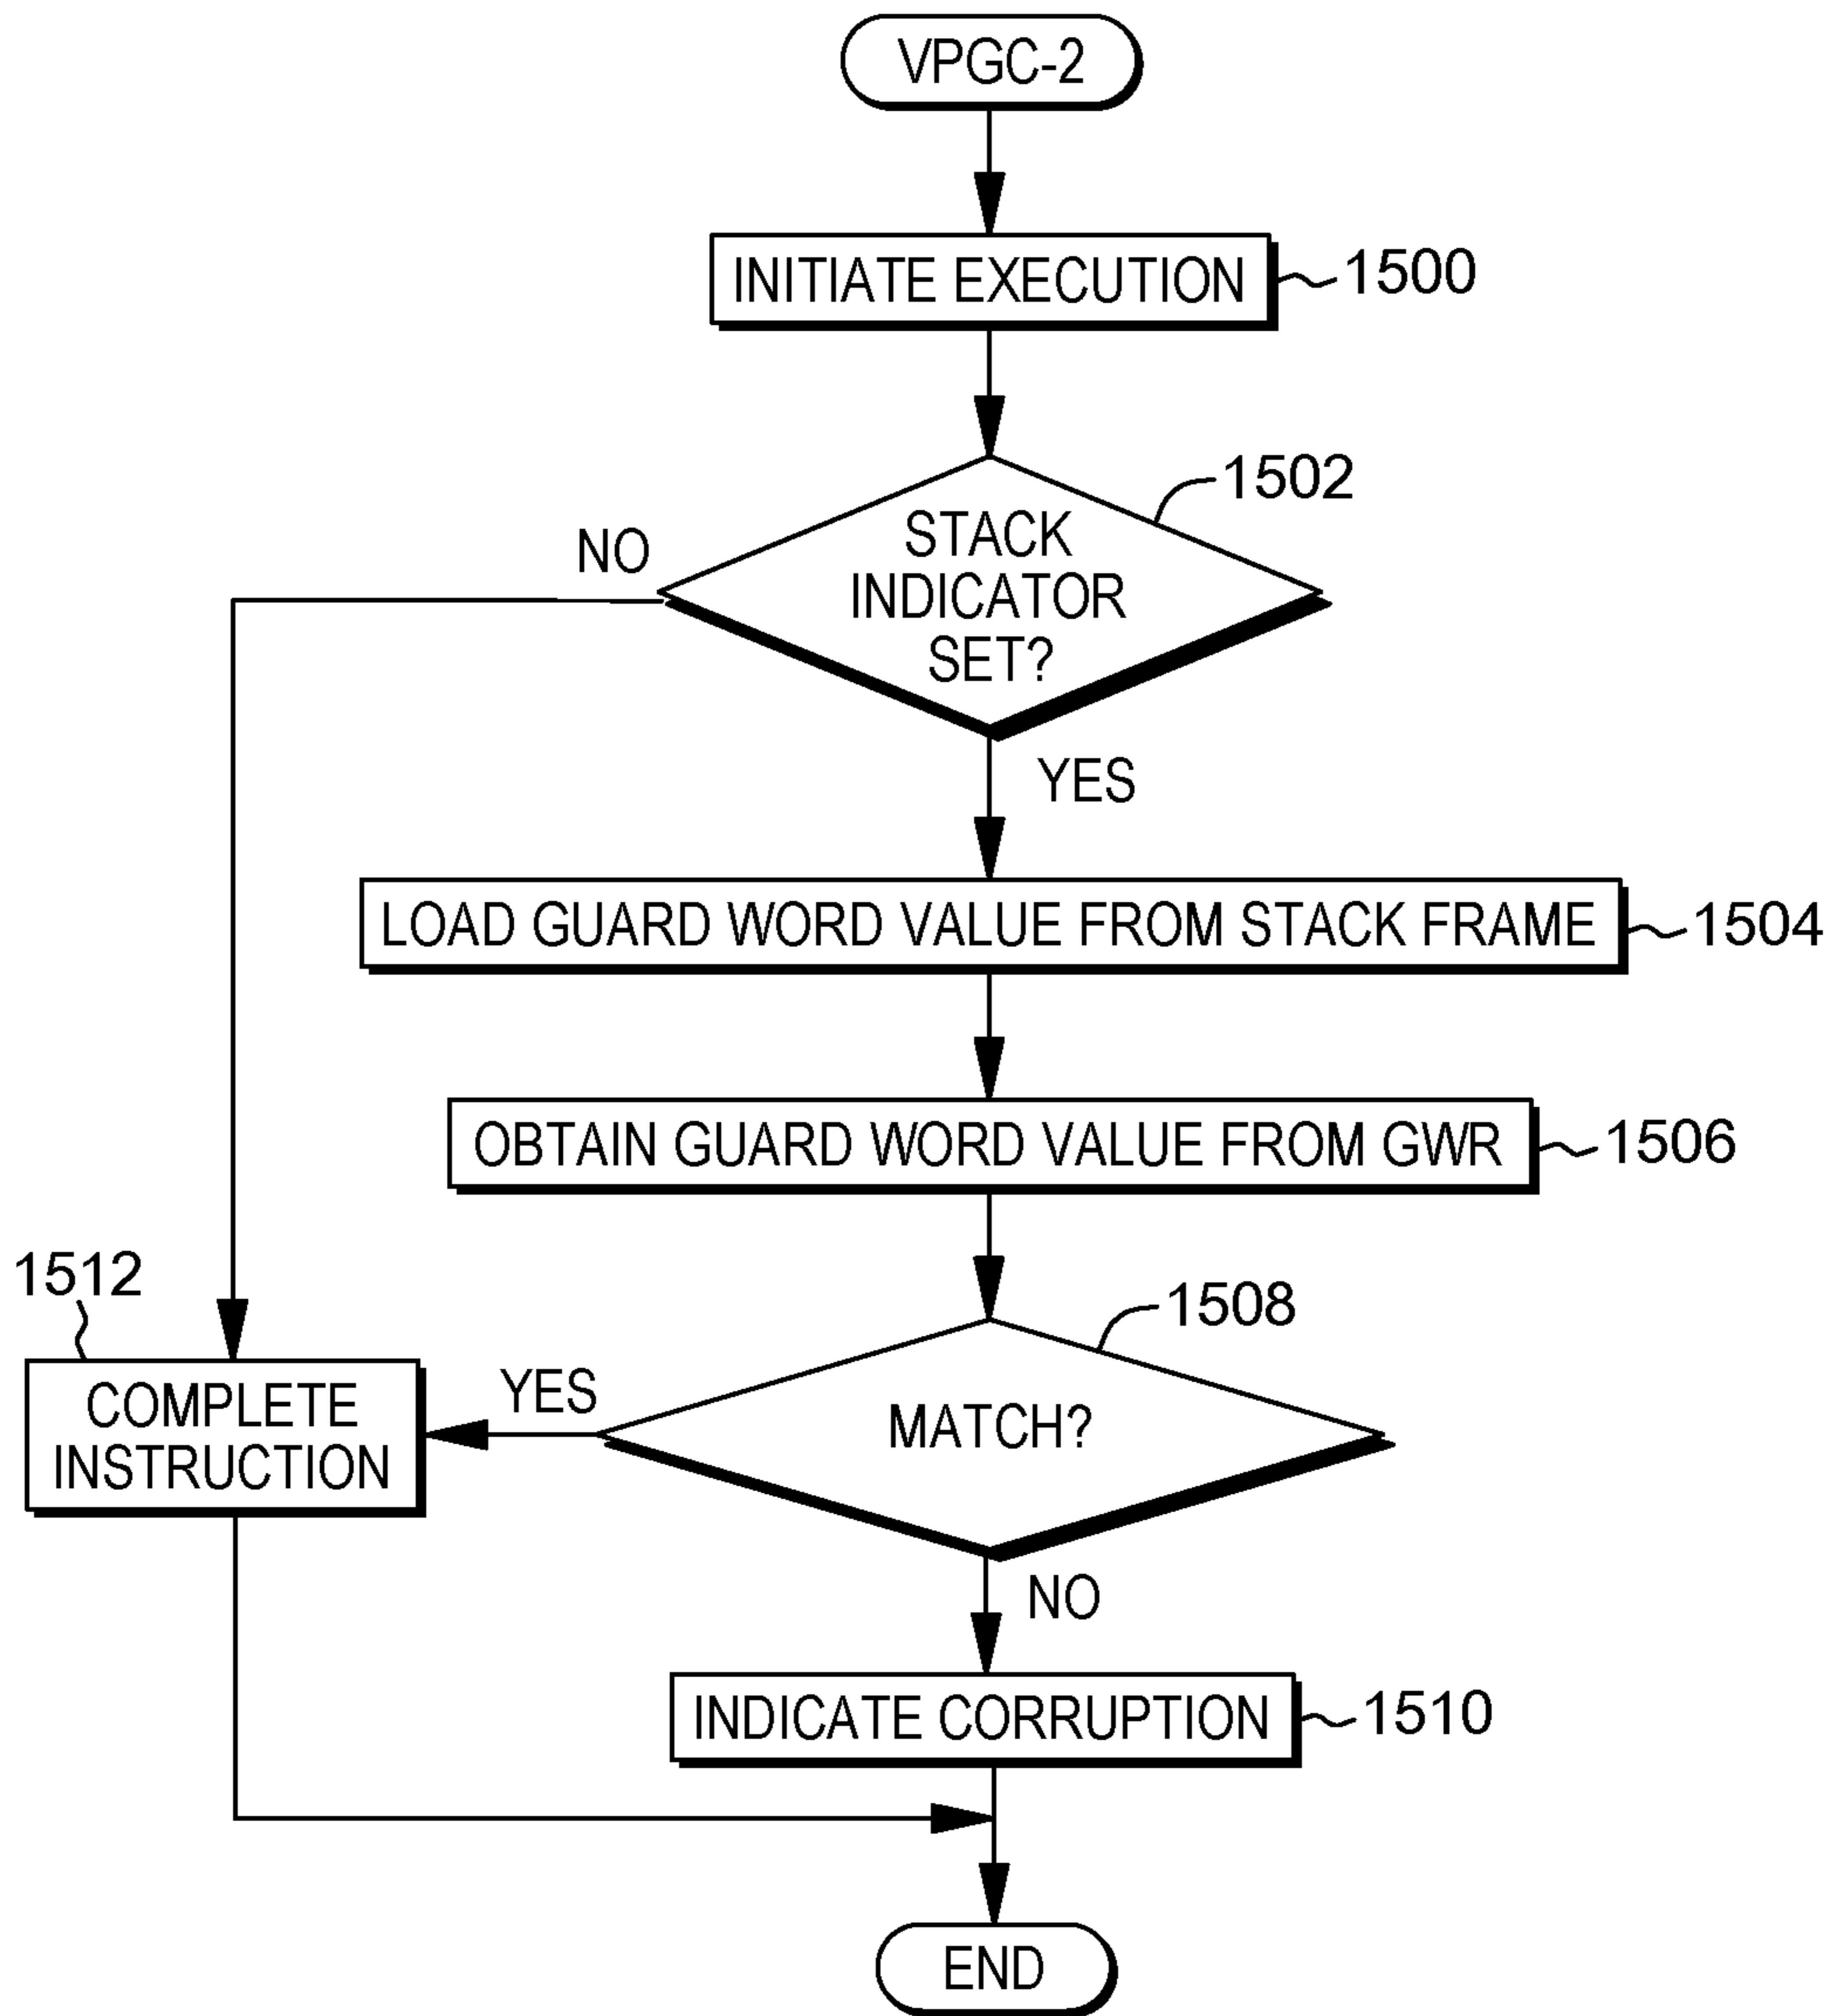 VPGC-2
INITIATE EXECUTION
1500
1502
STACK
INDICATOR
SET?
NO
YES
LOAD GUARD WORD VALUE FROM STACK FRAME
1504
OBTAIN GUARD WORD VALUE FROM GWR
1506
1512
1508
COMPLETE
INSTRUCTION
YES
MATCH?
NO
INDICATE CORRUPTION
1510
END